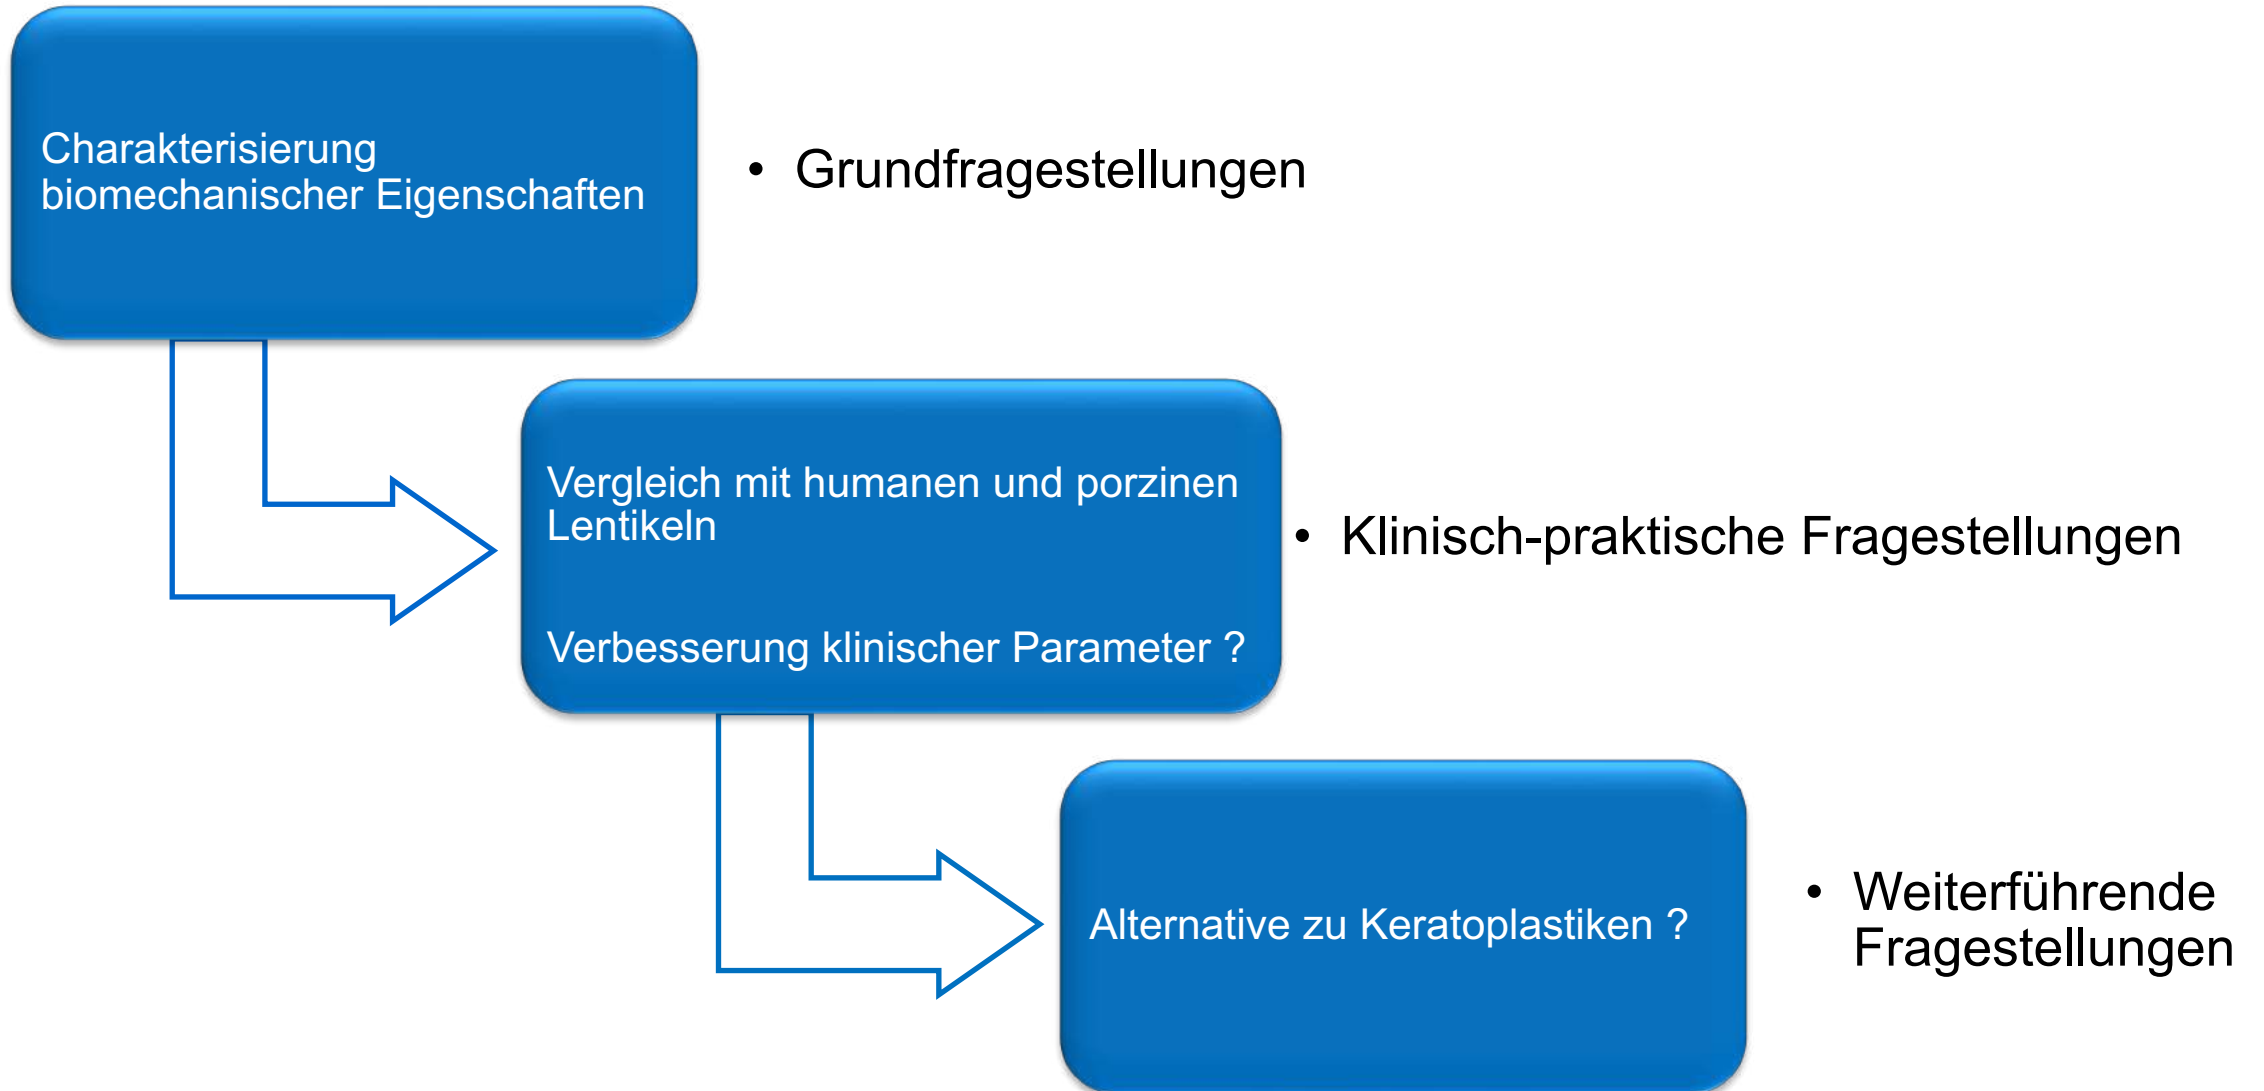 Charakterisierung
biomechanischer Eigenschaften
• Grundfragestellungen
Vergleich mit humanen und porzinen
Lentikeln
Verbesserung klinischer Parameter ?
• Klinisch-praktische Fragestellungen
Alternative zu Keratoplastiken ?
• Weiterführende
Fragestellungen